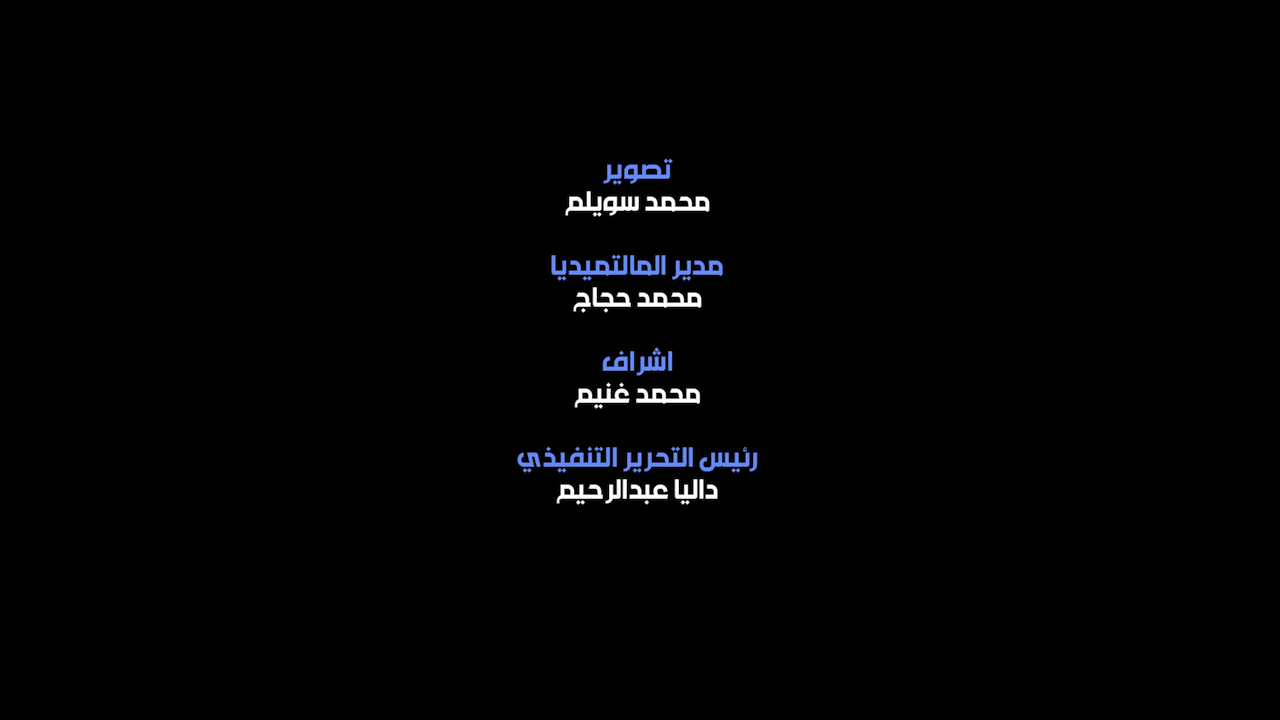 تصوير
محمد سويلم
مدير المالتميديا
محمد حجاج
اشراف
محمد غنيم
رئيس التحرير التنفيذي
داليا عبدالرحيم